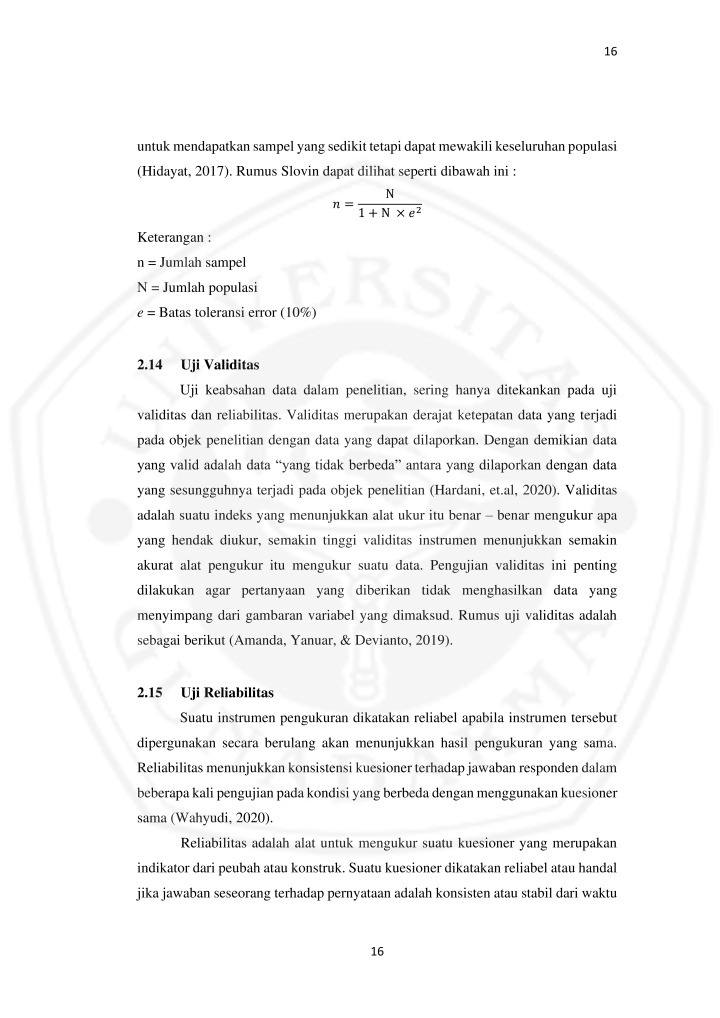 16
untuk mendapatkan sampel yang sedikit tetapi dapat mewakili keseluruhan populasi
(Hidayat, 2017). Rumus Slovin dapat dilihat seperti dibawah ini :
𝑛 = N / (1 + N × 𝑒²)
Keterangan :
n = Jumlah sampel
N = Jumlah populasi
e = Batas toleransi error (10%)
2.14 Uji Validitas
Uji keabsahan data dalam penelitian, sering hanya ditekankan pada uji
validitas dan reliabilitas. Validitas merupakan derajat ketepatan data yang terjadi
pada objek penelitian dengan data yang dapat dilaporkan. Dengan demikian data
yang valid adalah data “yang tidak berbeda” antara yang dilaporkan dengan data
yang sesungguhnya terjadi pada objek penelitian (Hardani, et.al, 2020). Validitas
adalah suatu indeks yang menunjukkan alat ukur itu benar – benar mengukur apa
yang hendak diukur, semakin tinggi validitas instrumen menunjukkan semakin
akurat alat pengukur itu mengukur suatu data. Pengujian validitas ini penting
dilakukan agar pertanyaan yang diberikan tidak menghasilkan data yang
menyimpang dari gambaran variabel yang dimaksud. Rumus uji validitas adalah
sebagai berikut (Amanda, Yanuar, & Devianto, 2019).
2.15 Uji Reliabilitas
Suatu instrumen pengukuran dikatakan reliabel apabila instrumen tersebut
dipergunakan secara berulang akan menunjukkan hasil pengukuran yang sama.
Reliabilitas menunjukkan konsistensi kuesioner terhadap jawaban responden dalam
beberapa kali pengujian pada kondisi yang berbeda dengan menggunakan kuesioner
sama (Wahyudi, 2020).
Reliabilitas adalah alat untuk mengukur suatu kuesioner yang merupakan
indikator dari peubah atau konstruk. Suatu kuesioner dikatakan reliabel atau handal
jika jawaban seseorang terhadap pernyataan adalah konsisten atau stabil dari waktu
16
UNIVERSITAS
GUNADARMA